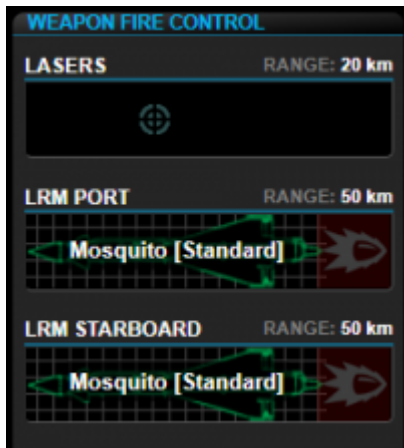 WEAPON FIRE CONTROL
LASERS RANGE: 20 km
LRM PORT RANGE: 50 km
Mosquito [Standard]
LRM STARBOARD RANGE: 50 km
Mosquito [Standard]